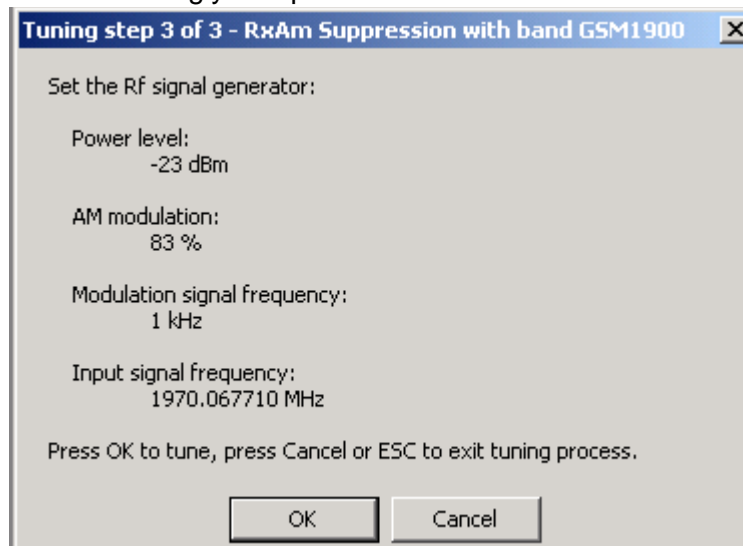 Tuning step 3 of 3 - RxAm Suppression with band GSM1900
Set the Rf signal generator:
Power level:
-23 dBm
AM modulation:
83 %
Modulation signal frequency:
1 kHz
Input signal frequency:
1970.067710 MHz
Press OK to tune, press Cancel or ESC to exit tuning process.
OK Cancel